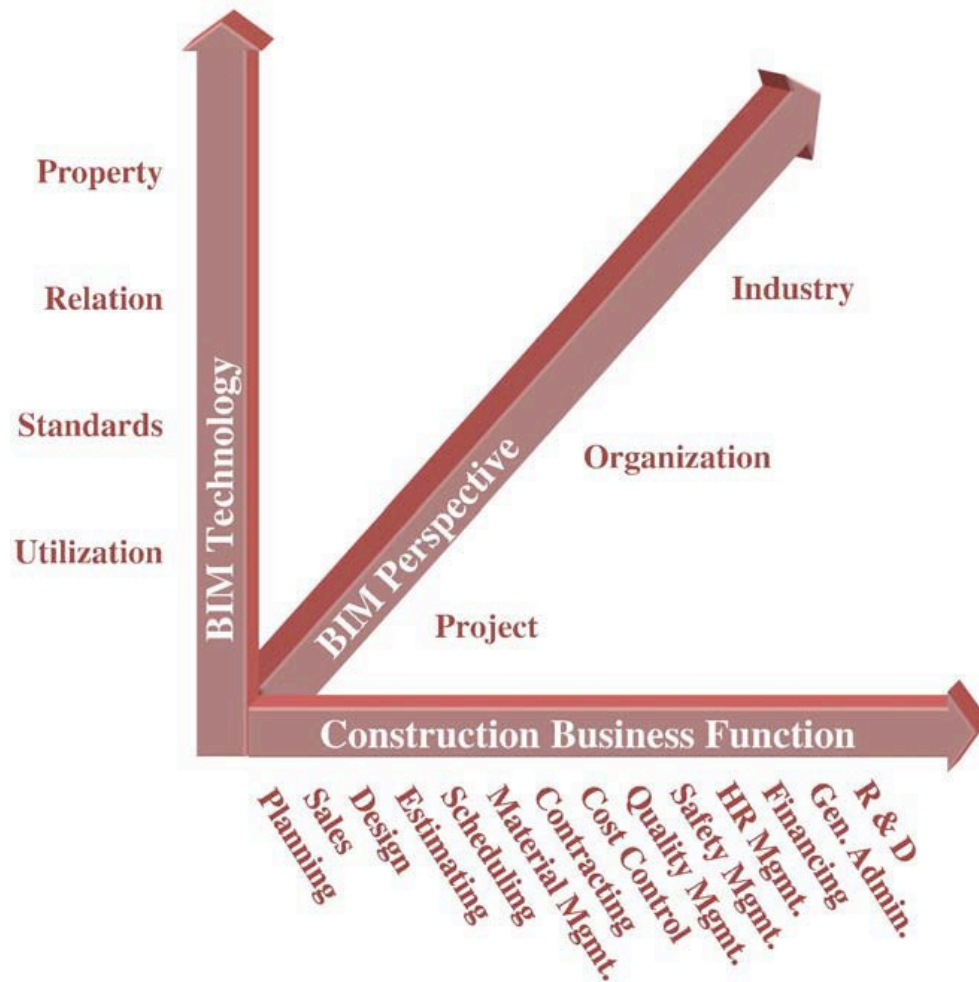 Property
Relation
Standards
Utilization
BIM Technology
Industry
Organization
Project
BIM Perspective
Construction Business Function
Planning
Sales
Design
Estimating
Scheduling
Material Mgmt.
Contracting
Cost Control
Quality Mgmt.
Safety Mgmt.
HR Mgmt.
Financing
Gen. Admin.
R & D